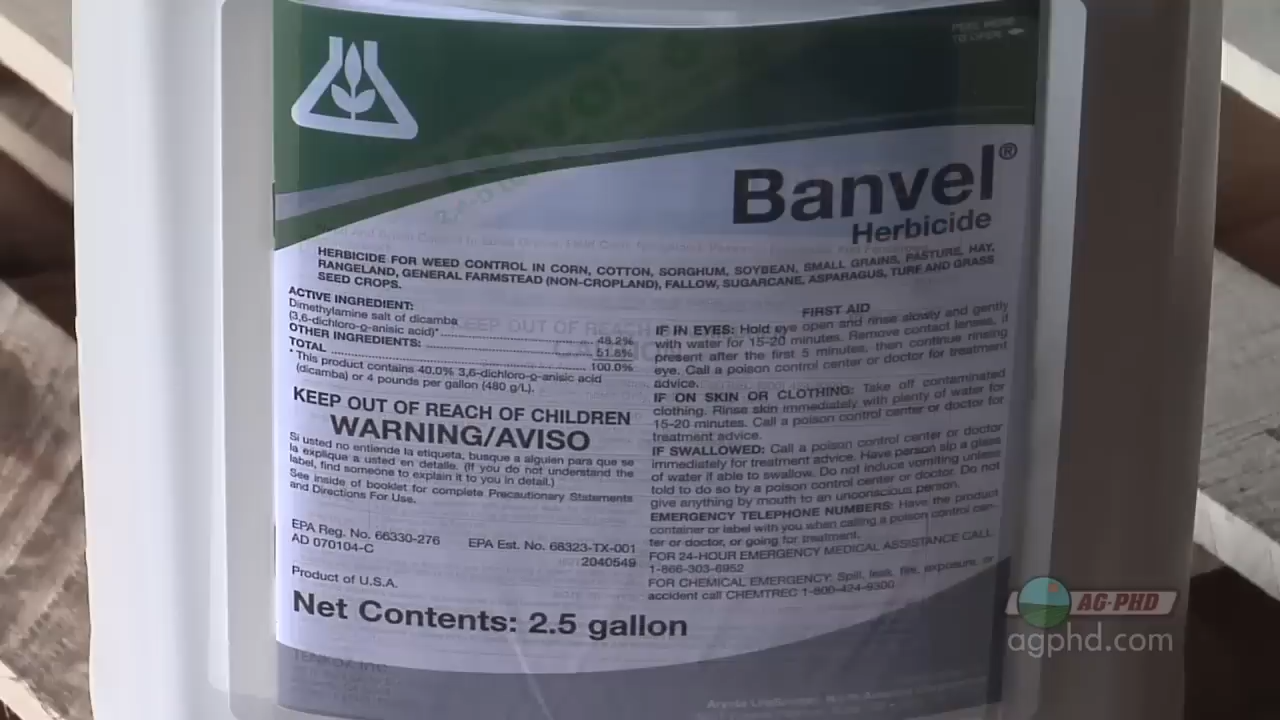 PEEL HERE
TO OPEN
Banvel®
Herbicide
HERBICIDE FOR WEED CONTROL IN CORN, COTTON, SORGHUM, SOYBEAN, SMALL GRAINS, PASTURE, HAY,
RANGELAND, GENERAL FARMSTEAD (NON-CROPLAND), FALLOW, SUGARCANE, ASPARAGUS, TURF AND GRASS
SEED CROPS.
ACTIVE INGREDIENT:
Dimethylamine salt of dicamba
(3,6-dichloro-o-anisic acid)* 48.2%
OTHER INGREDIENTS: 51.8%
TOTAL 100.0%
* This product contains 40.0% 3,6-dichloro-o-anisic acid
(dicamba) or 4 pounds per gallon (480 g/L).
KEEP OUT OF REACH OF CHILDREN
WARNING/AVISO
Si usted no entiende la etiqueta, busque a alguien para que se
la explique a usted en detalle. (If you do not understand the
label, find someone to explain it to you in detail.)
See inside of booklet for complete Precautionary Statements
and Directions For Use.
EPA Reg. No. 66330-276 EPA Est. No. 66323-TX-001
AD 070104-C 2040549
Product of U.S.A.
Net Contents: 2.5 gallon
FIRST AID
IF IN EYES: Hold eye open and rinse slowly and gently
with water for 15-20 minutes. Remove contact lenses, if
present after the first 5 minutes, then continue rinsing
eye. Call a poison control center or doctor for treatment
advice.
IF ON SKIN OR CLOTHING: Take off contaminated
clothing. Rinse skin immediately with plenty of water for
15-20 minutes. Call a poison control center or doctor for
treatment advice.
IF SWALLOWED: Call a poison control center or doctor
immediately for treatment advice. Have person sip a glass
of water if able to swallow. Do not induce vomiting unless
told to do so by a poison control center or doctor. Do not
give anything by mouth to an unconscious person.
EMERGENCY TELEPHONE NUMBERS: Have the product
container or label with you when calling a poison control cen-
ter or doctor, or going for treatment.
FOR 24-HOUR EMERGENCY MEDICAL ASSISTANCE CALL
1-866-303-6952
FOR CHEMICAL EMERGENCY: Spill, leak, fire, exposure, or
accident call CHEMTREC 1-800-424-9300
AG·PHD
agphd.com